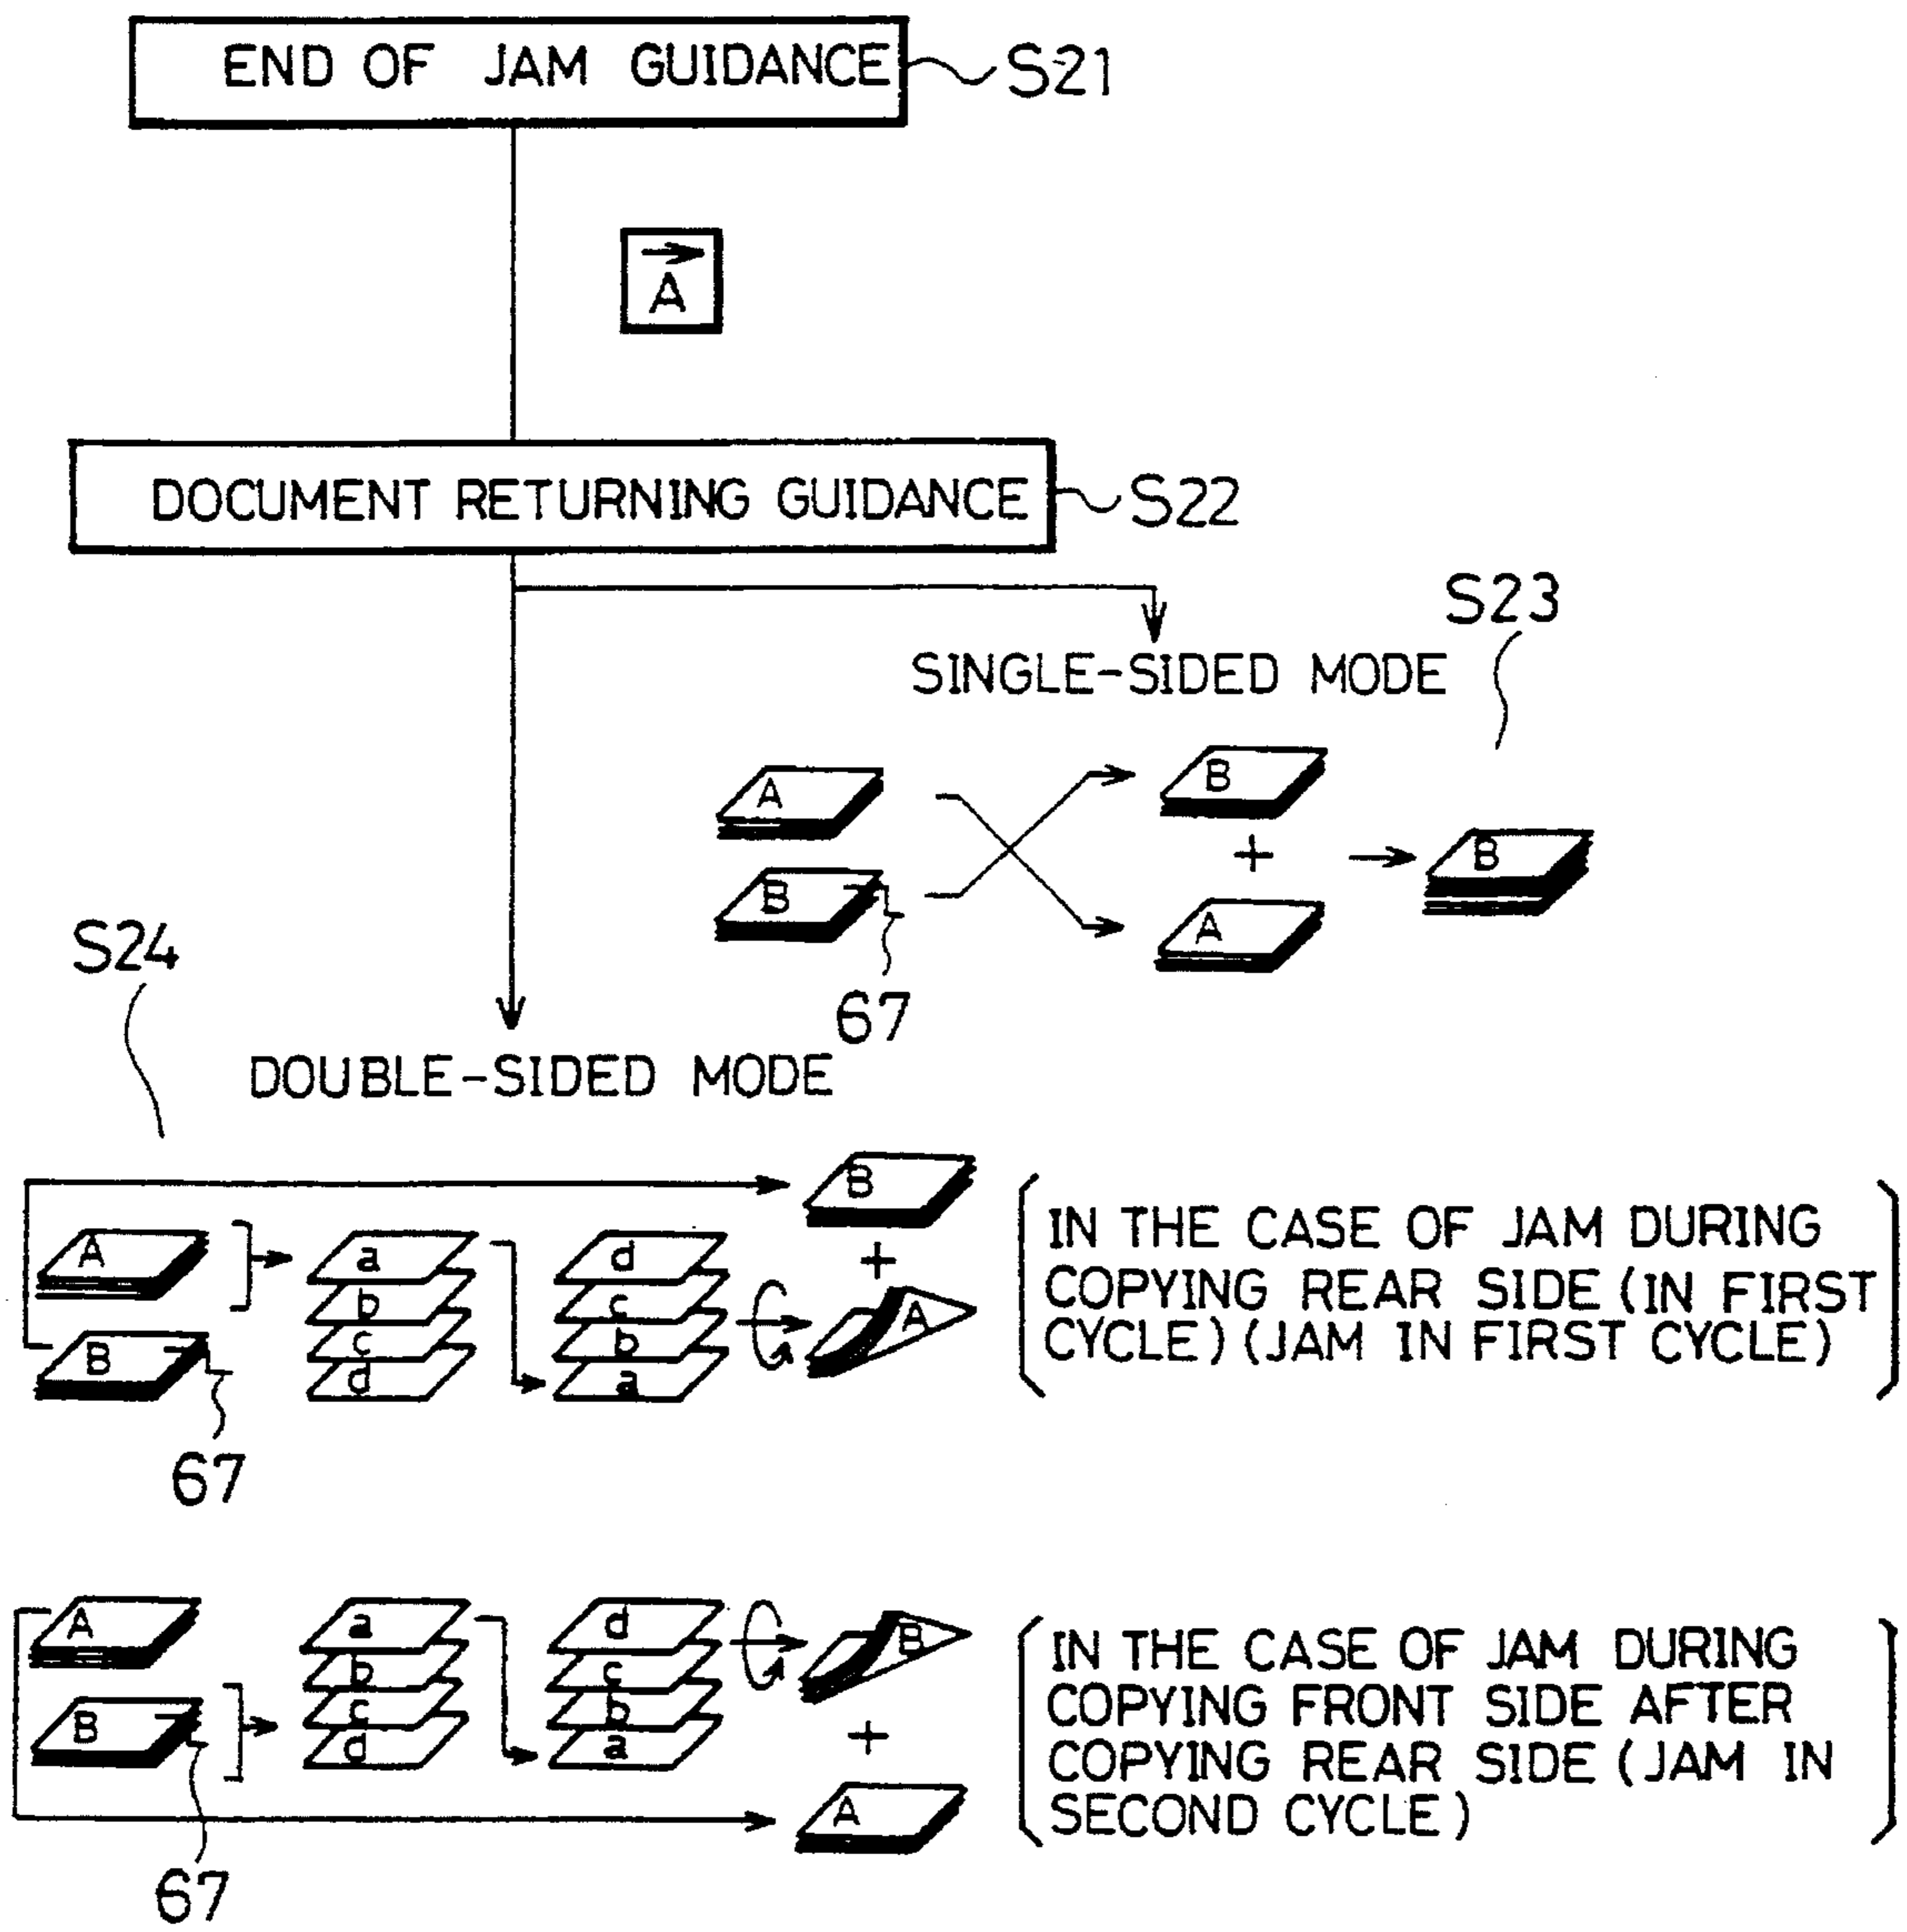 END OF JAM GUIDANCE
S21
A
DOCUMENT RETURNING GUIDANCE
S22
S23
SINGLE-SIDED MODE
A
B
B
+
A
B
67
S24
DOUBLE-SIDED MODE
A
B
a
b
c
d
d
c
b
a
B
+
A
67
IN THE CASE OF JAM DURING
COPYING REAR SIDE (IN FIRST
CYCLE) (JAM IN FIRST CYCLE)
A
B
a
b
c
d
d
c
b
a
B
+
A
67
IN THE CASE OF JAM DURING
COPYING FRONT SIDE AFTER
COPYING REAR SIDE (JAM IN
SECOND CYCLE)